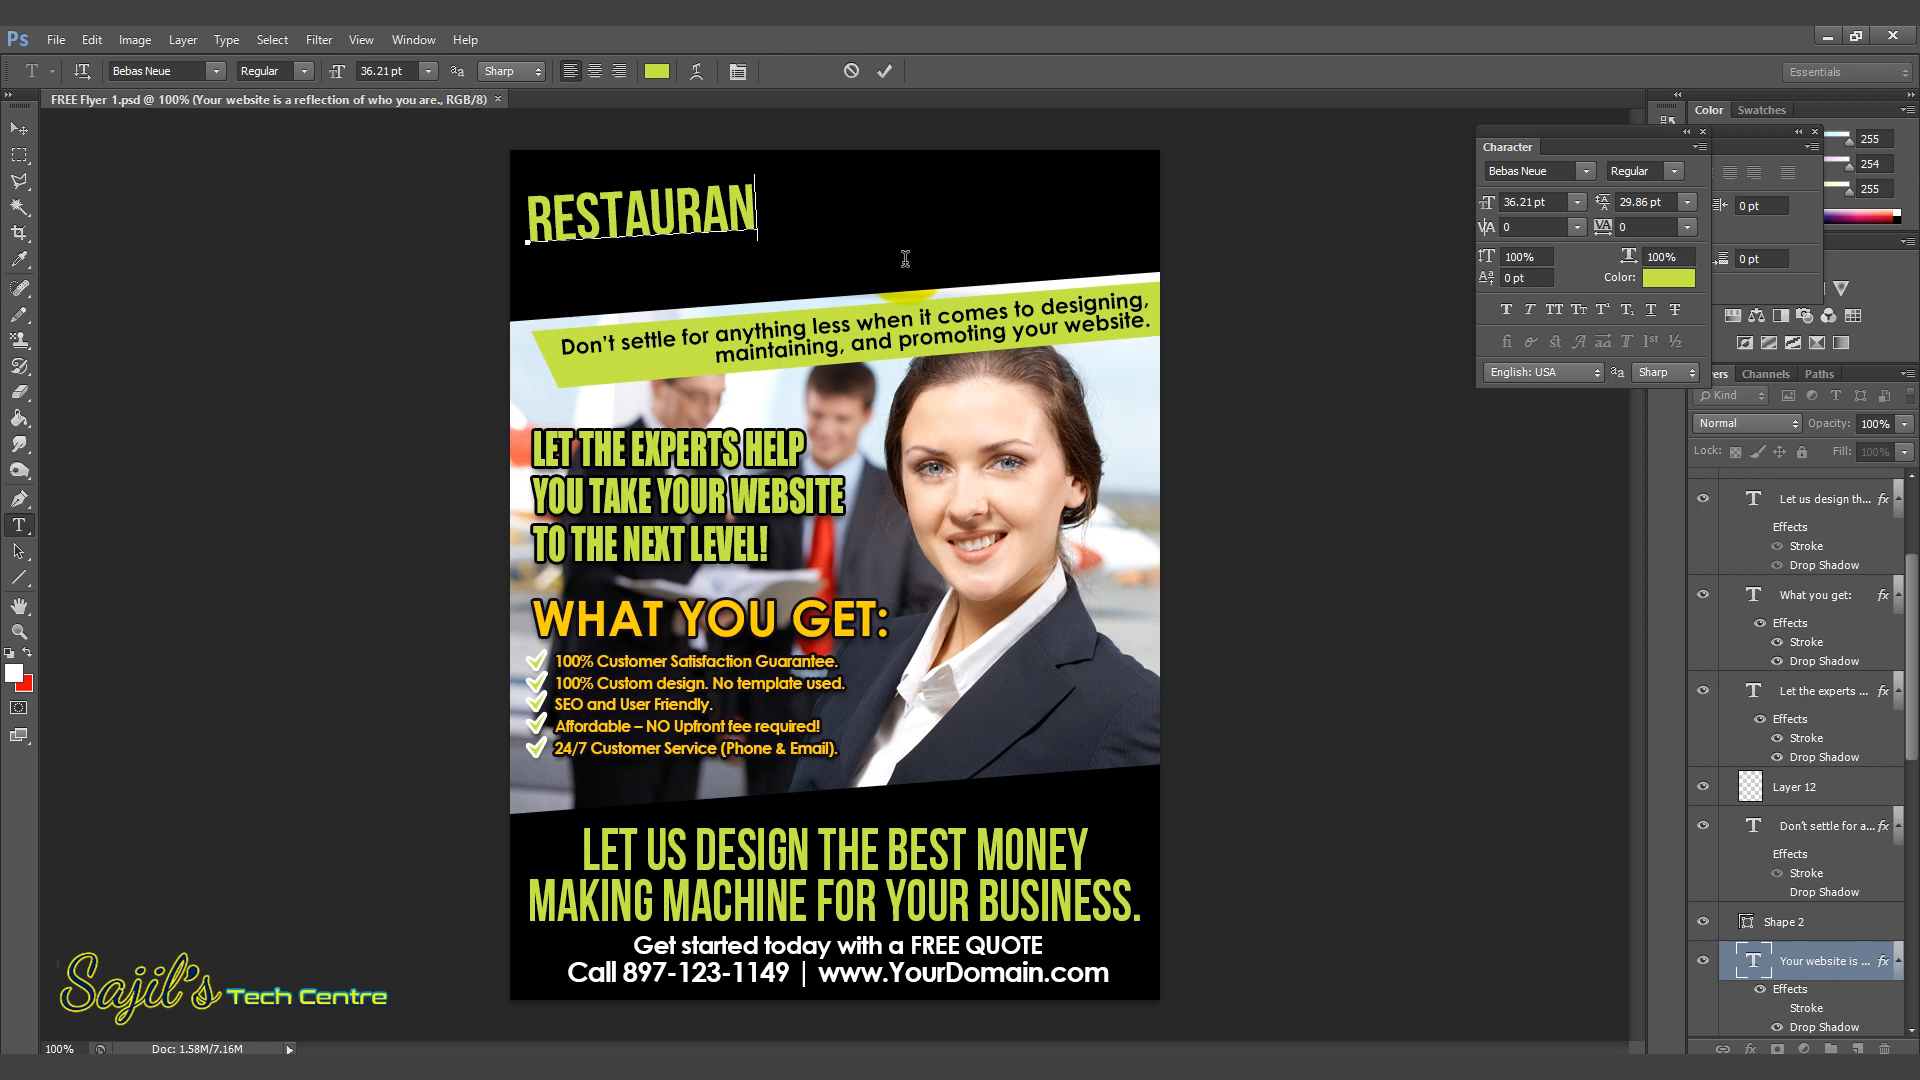 Ps File Edit Image Layer Type Select Filter View Window Help
T Bebas Neue Regular 36.21 pt Sharp Essentials
FREE Flyer 1.psd @ 100% (Your website is a reflection of who you are., RGB/8) ×
RESTAURAN
Don't settle for anything less when it comes to designing,
maintaining, and promoting your website.
LET THE EXPERTS HELP
YOU TAKE YOUR WEBSITE
TO THE NEXT LEVEL!
WHAT YOU GET:
100% Customer Satisfaction Guarantee.
100% Custom design. No template used.
SEO and User Friendly.
Affordable – NO Upfront fee required!
24/7 Customer Service (Phone & Email).
LET US DESIGN THE BEST MONEY
MAKING MACHINE FOR YOUR BUSINESS.
Get started today with a FREE QUOTE
Call 897-123-1149 | www.YourDomain.com
Sajil's Tech Centre
100% Doc: 1.58M/7.16M
Character
Bebas Neue Regular
36.21 pt 29.86 pt
0 0
100% 100%
0 pt Color:
English: USA Sharp
0 pt
0 pt
Color Swatches
255
254
255
ers Channels Paths
Kind
Normal Opacity: 100%
Lock: Fill: 100%
Let us design th... fx
Effects
Stroke
Drop Shadow
What you get: fx
Effects
Stroke
Drop Shadow
Let the experts ... fx
Effects
Stroke
Drop Shadow
Layer 12
Don't settle for a... fx
Effects
Stroke
Drop Shadow
Shape 2
Your website is ... fx
Effects
Stroke
Drop Shadow